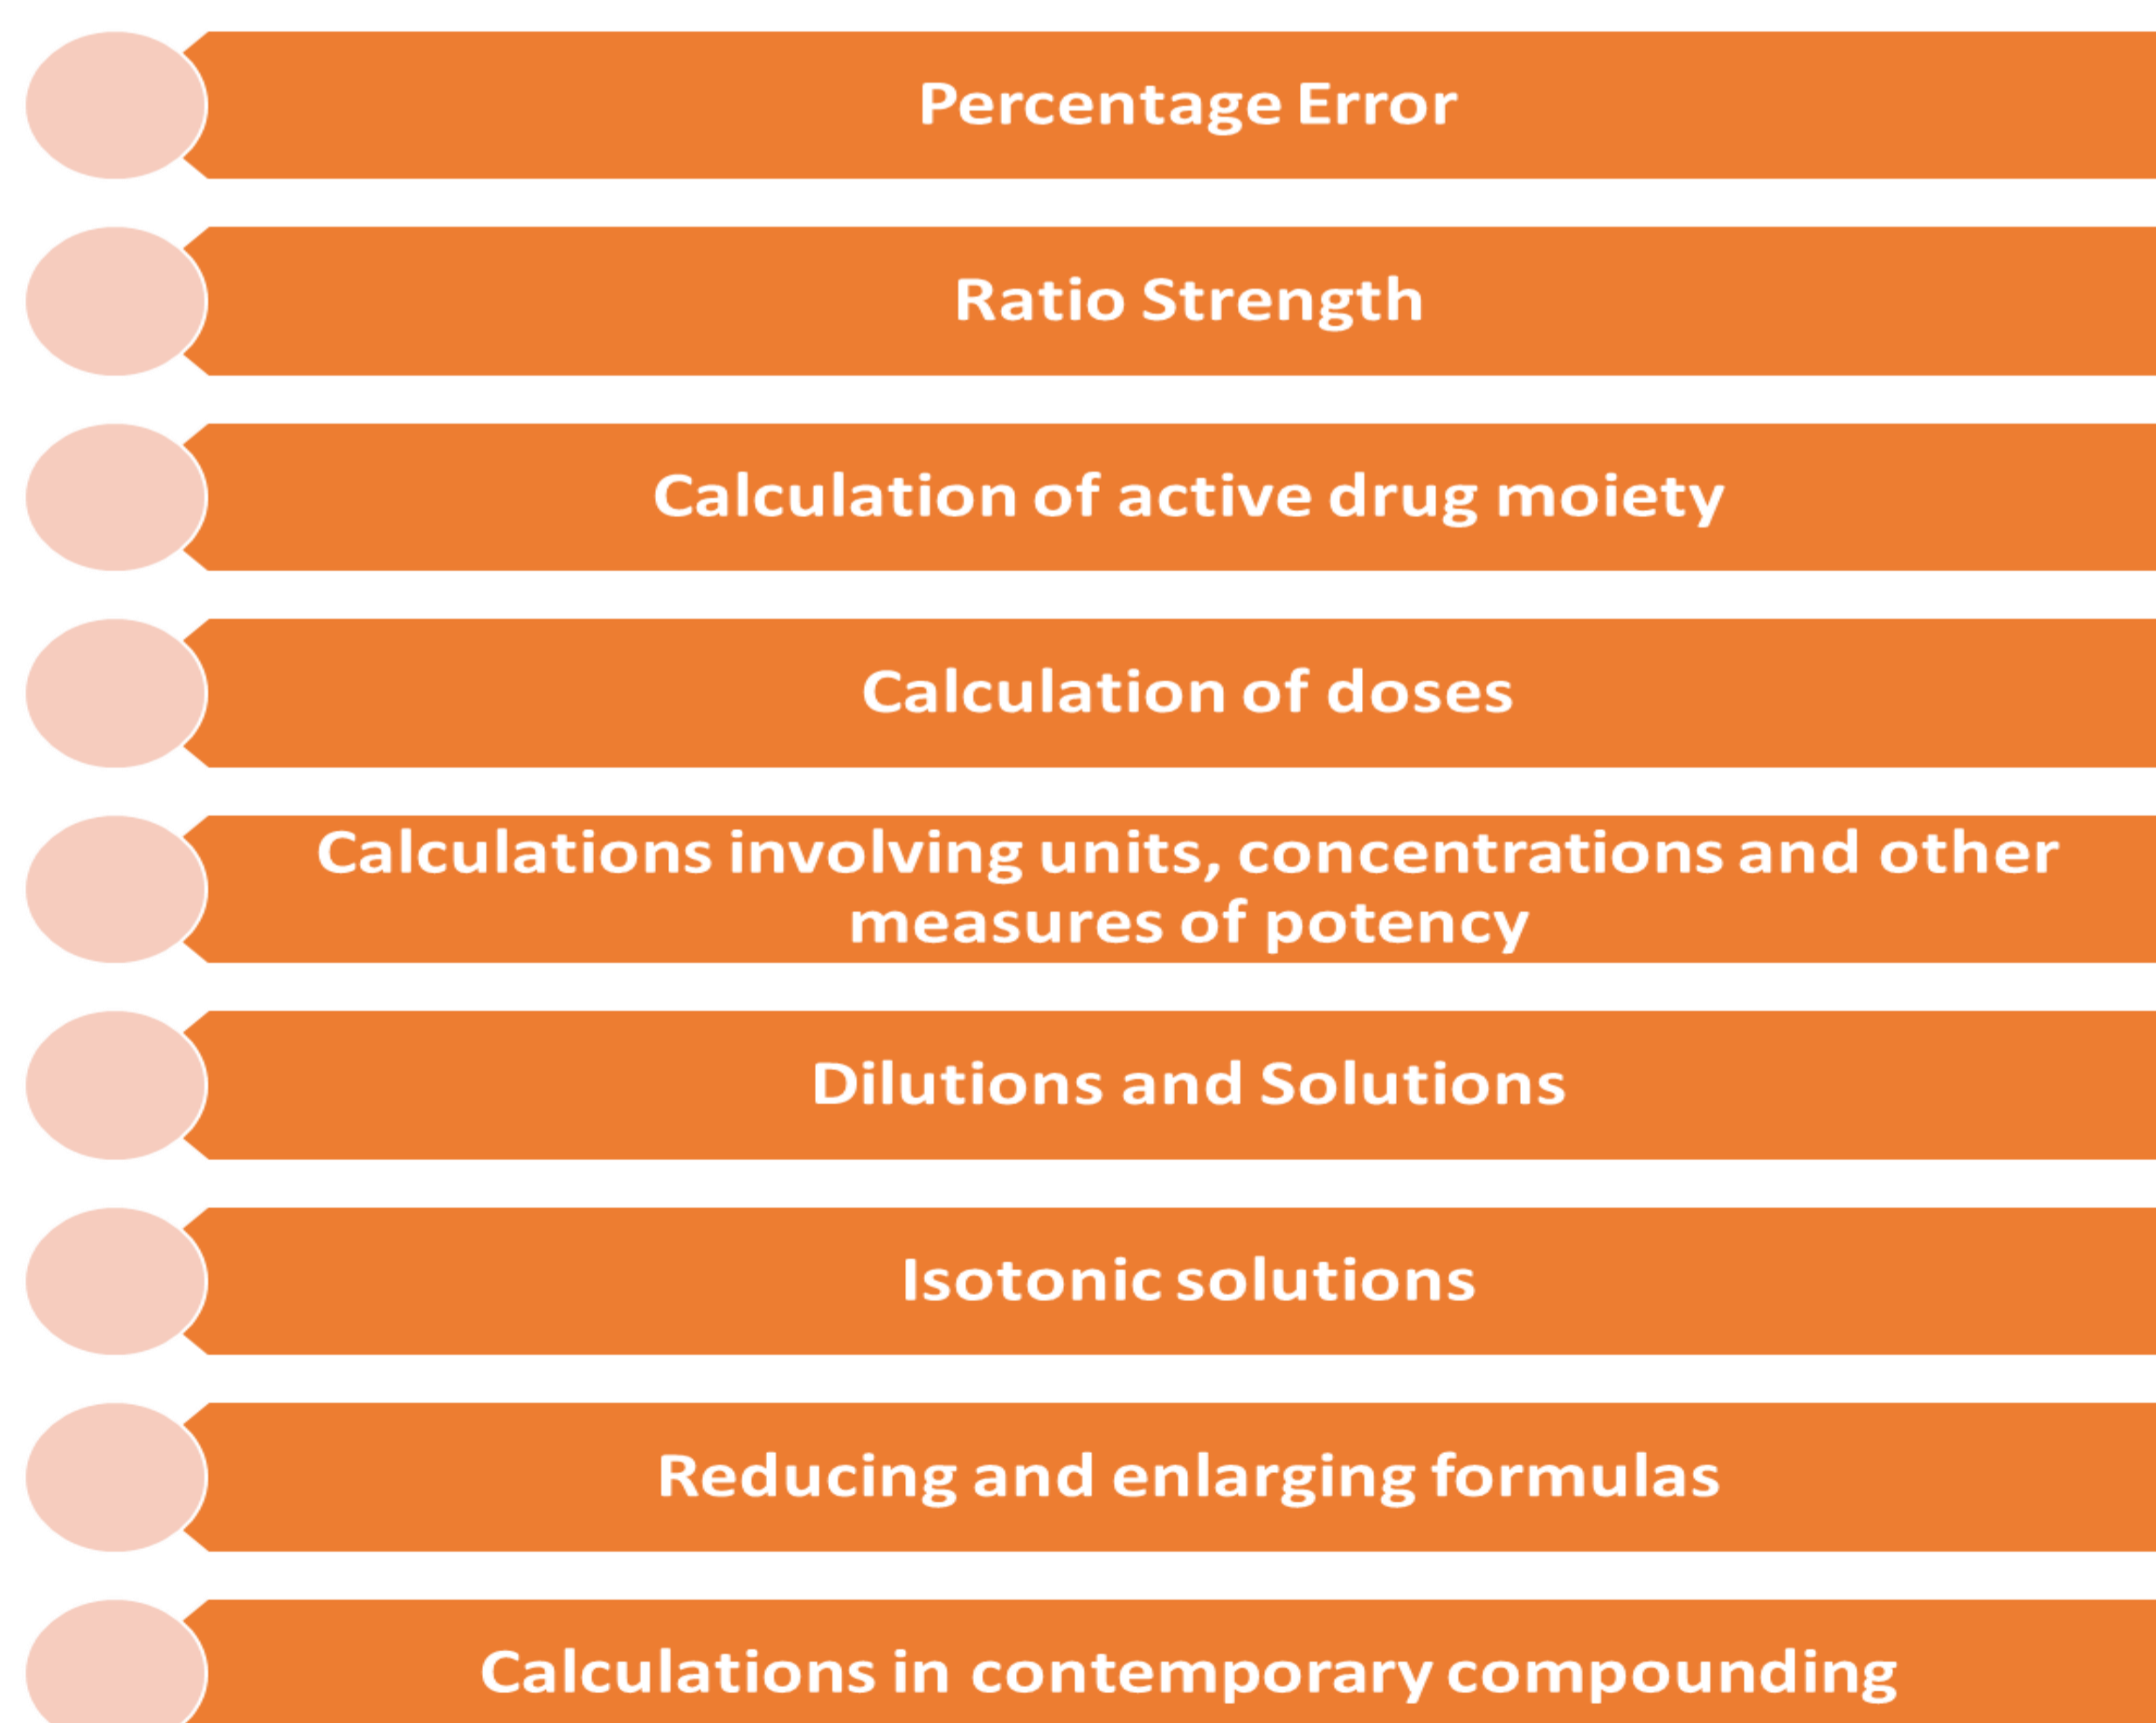 Percentage Error
Ratio Strength
Calculation of active drug moiety
Calculation of doses
Calculations involving units, concentrations and other
measures of potency
Dilutions and Solutions
Isotonic solutions
Reducing and enlarging formulas
Calculations in contemporary compounding